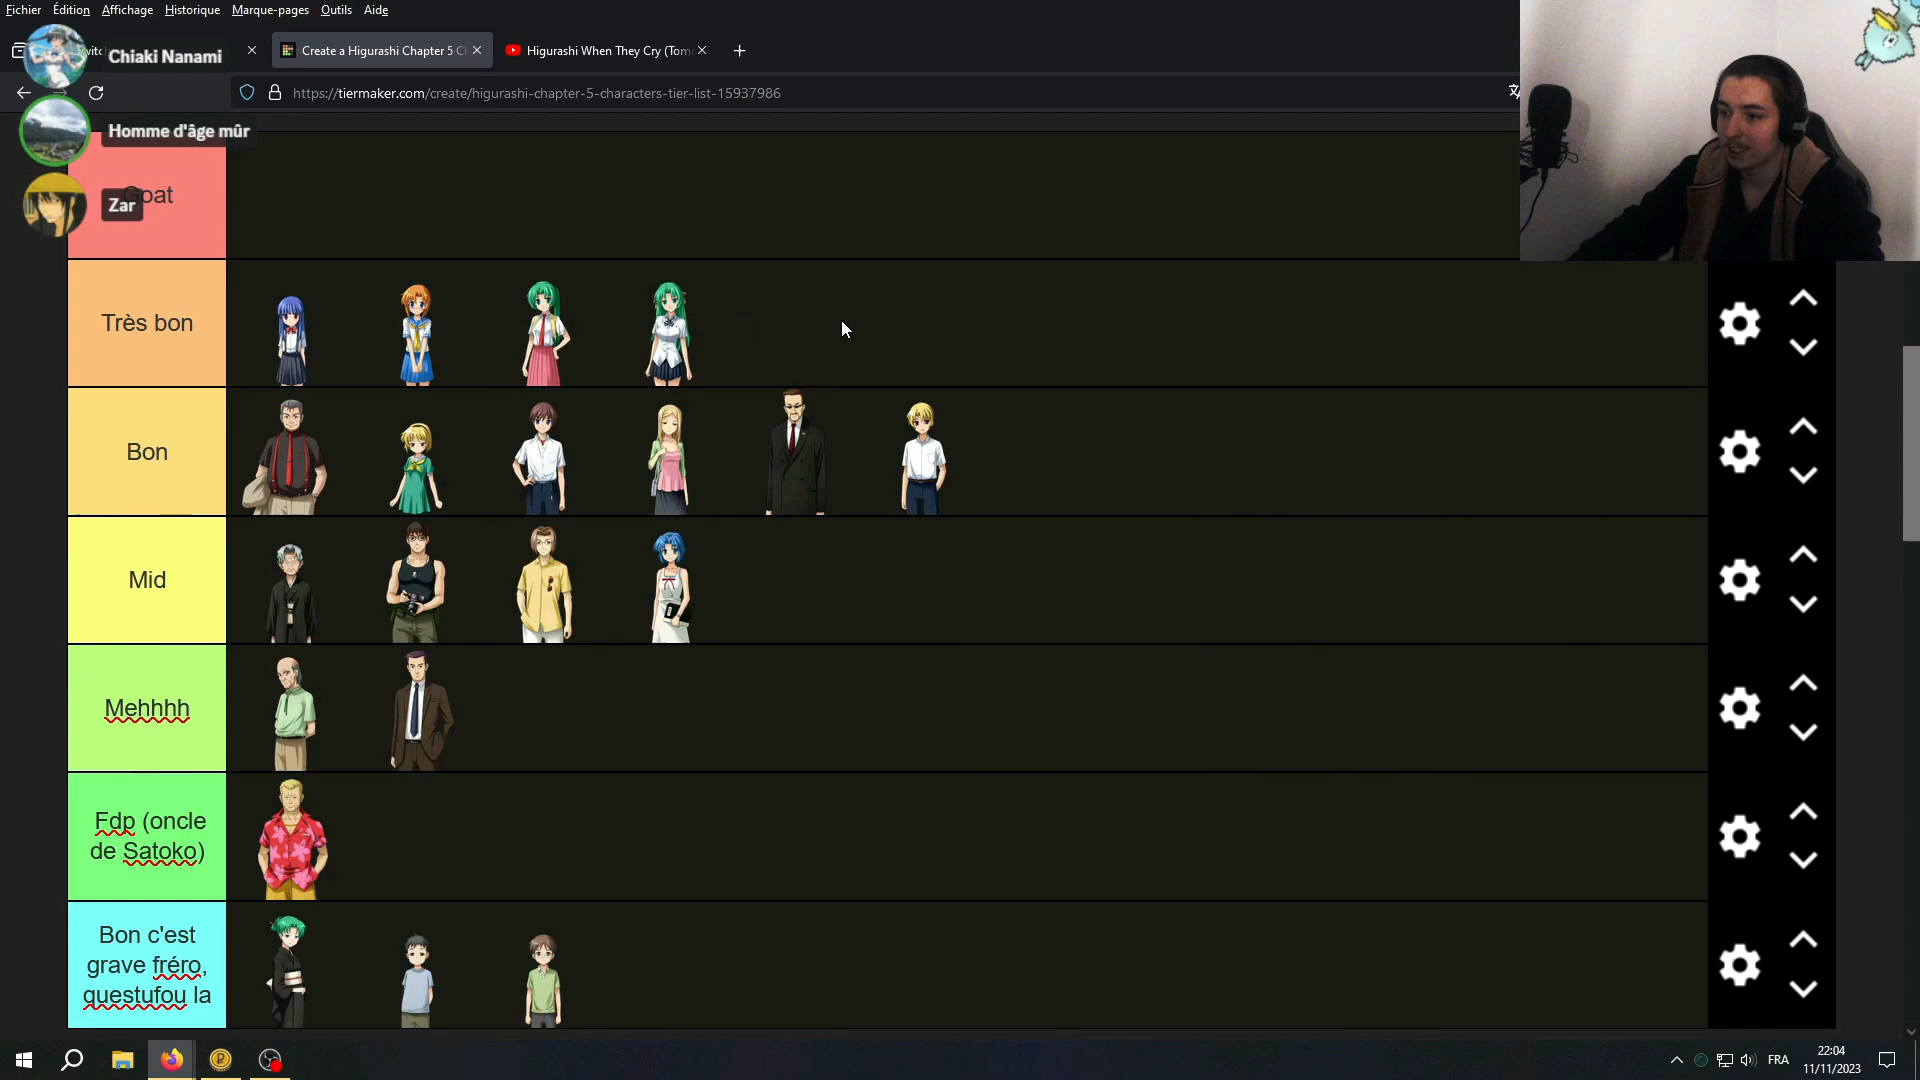 Fichier Édition Affichage Historique Marque-pages Outils Aide
Chiaki Nanami
Create a Higurashi Chapter 5 C
Higurashi When They Cry (Tom
https://tiermaker.com/create/higurashi-chapter-5-characters-tier-list-15937986
Homme d'âge mûr
Goat
Zar
Très bon
Bon
Mid
Mehhhh
Fdp (oncle
de Satoko)
Bon c'est
grave fréro,
questufou la
FRA
22:04
11/11/2023